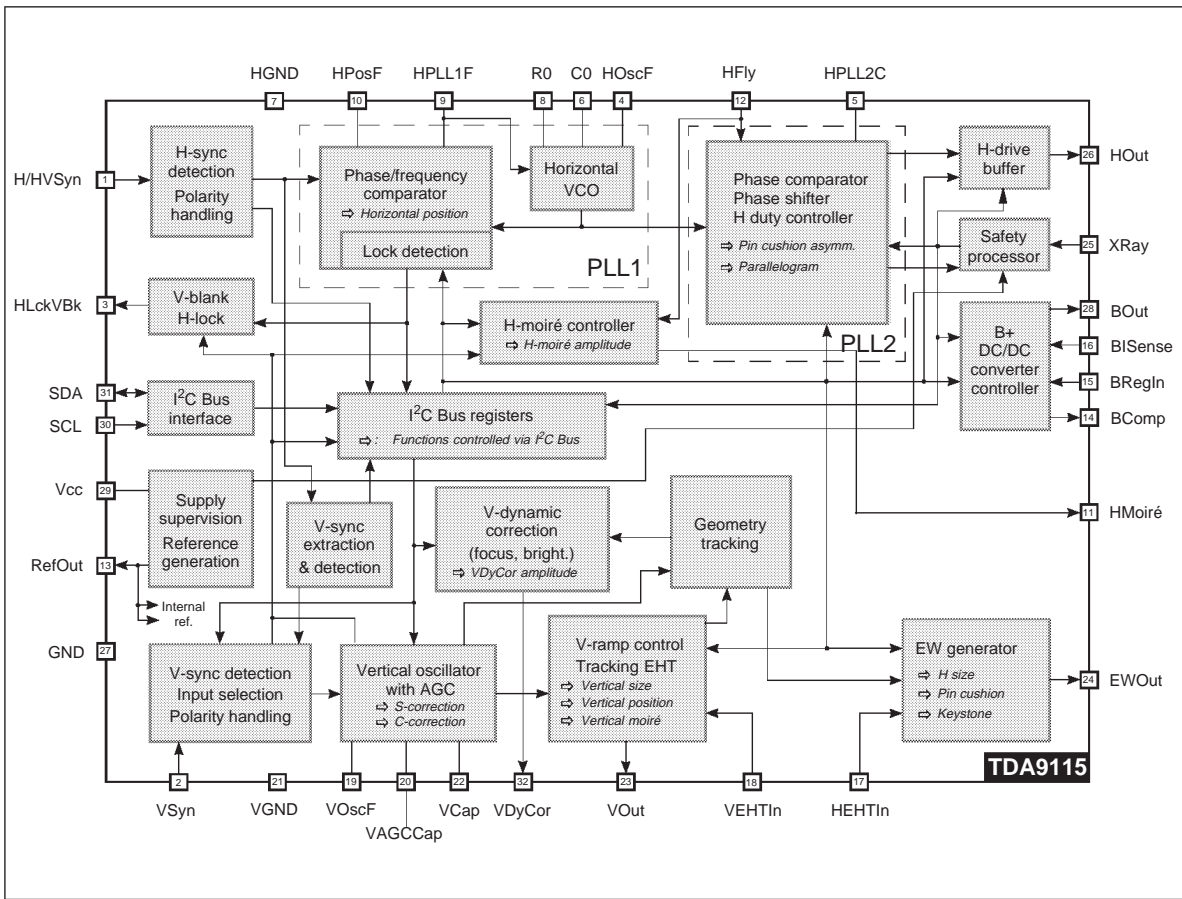 HGND
HPosF
HPLL1F
R0
C0
HOscF
HFly
HPLL2C
7
10
9
8
6
4
12
5
H/HVSyn
1
H-sync
detection
Polarity
handling
Phase/frequency
comparator
⇨ Horizontal position
Lock detection
Horizontal
VCO
PLL1
Phase comparator
Phase shifter
H duty controller
⇨ Pin cushion asymm.
⇨ Parallelogram
PLL2
H-drive
buffer
26
HOut
Safety
processor
25
XRay
HLckVBk
3
V-blank
H-lock
H-moiré controller
⇨ H-moiré amplitude
B+
DC/DC
converter
controller
28
BOut
16
BISense
15
BRegIn
14
BComp
SDA
31
SCL
30
I²C Bus
interface
I²C Bus registers
⇨ : Functions controlled via I²C Bus
Vcc
29
Supply
supervision
Reference
generation
RefOut
13
Internal
ref.
V-sync
extraction
& detection
V-dynamic
correction
(focus, bright.)
⇨ VDyCor amplitude
Geometry
tracking
11
HMoiré
GND
27
V-sync detection
Input selection
Polarity handling
Vertical oscillator
with AGC
⇨ S-correction
⇨ C-correction
V-ramp control
Tracking EHT
⇨ Vertical size
⇨ Vertical position
⇨ Vertical moiré
EW generator
⇨ H size
⇨ Pin cushion
⇨ Keystone
24
EWOut
TDA9115
2
21
19
20
22
32
23
18
17
VSyn
VGND
VOscF
VAGCCap
VCap
VDyCor
VOut
VEHTIn
HEHTIn